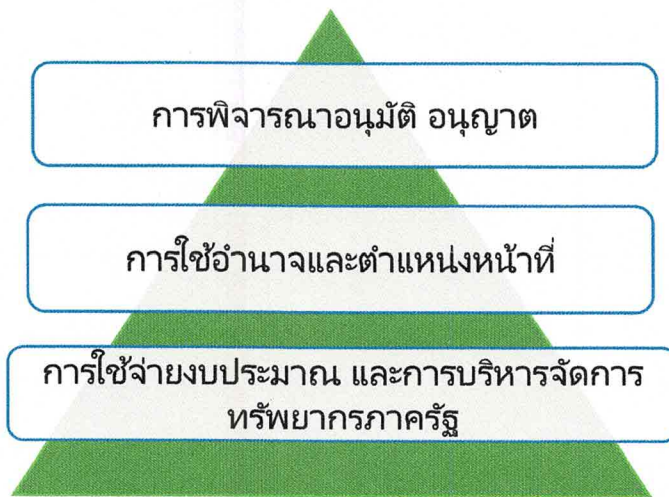 การพิจารณาอนุมัติ อนุญาต
การใช้อำนาจและตำแหน่งหน้าที่
การใช้จ่ายงบประมาณ และการบริหารจัดการ
ทรัพยากรภาครัฐ